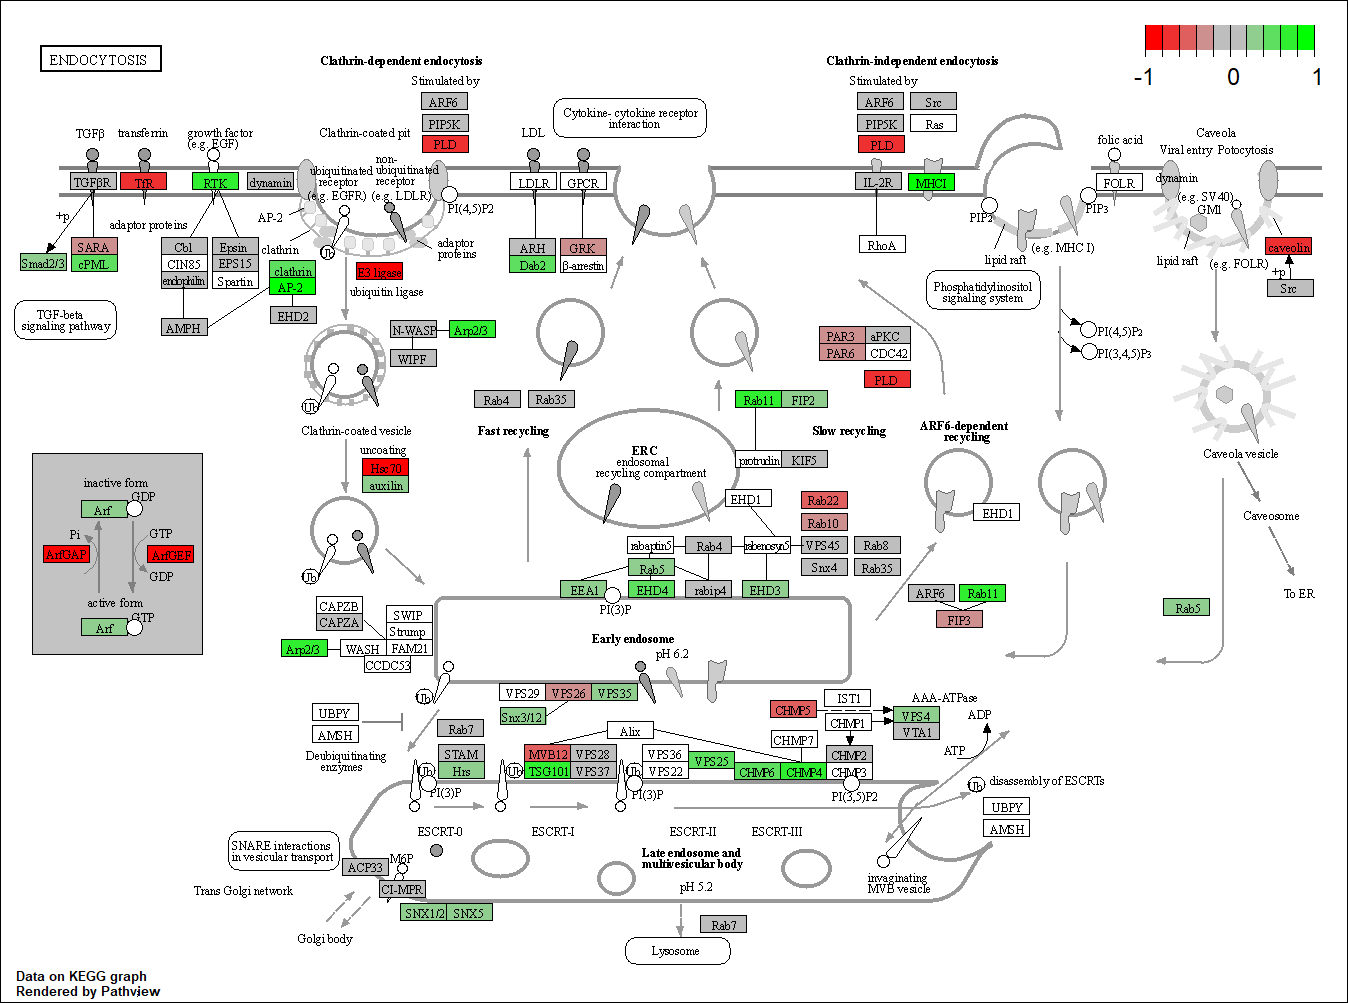 ENDOCYTOSIS
-1
0
1
Clathrin-dependent endocytosis
Stimulated by
ARF6
PIP5K
PLD
Clathrin-independent endocytosis
Stimulated by
ARF6
Src
PIP5K
Ras
PLD
Cytokine- cytokine receptor
interaction
TGFβ
transferrin
growth factor
(e.g. EGF)
Clathrin-coated pit
LDL
folic acid
Caveola
Viral entry
Potocytosis
TGFβR
TfR
RTK
dynamin
ubiquitinated
receptor
(e.g. EGFR)
non-
ubiquitinated
receptor
(e.g. LDLR)
LDLR
GPCR
IL-2R
MHCI
FOLR
dynamin
(e.g. SV40)
GM1
PI(4,5)P2
PIP2
PIP3
+p
adaptor proteins
AP-2
clathrin
Ub
adaptor
proteins
RhoA
(e.g. MHC I)
lipid raft
lipid raft
(e.g. FOLR)
caveolin
+p
Src
Smad2/3
SARA
cPML
Cbl
CIN85
endophilin
Epsin
EPS15
Spartin
clathrin
AP-2
EHD2
AMPH
E3 ligase
ubiquitin ligase
ARH
Dab2
GRK
β-arrestin
TGF-beta
signaling pathway
Phosphatidylinositol
signaling system
N-WASP
Arp2/3
WIPF
PAR3
aPKC
PAR6
CDC42
PLD
PI(4,5)P2
PI(3,4,5)P3
Ub
Clathrin-coated vesicle
uncoating
Hsc70
auxilin
Rab4
Rab35
Fast recycling
Rab11
FIP2
Slow recycling
ERC
endosomal
recycling compartment
protrudin
KIF5
ARF6-dependent
recycling
EHD1
Caveola vesicle
Caveosome
To ER
inactive form
Arf
GDP
Pi
GTP
ArfGAP
ArfGEF
GDP
active form
Arf
GTP
Ub
EHD1
Rab22
Rab10
rabaptin5
Rab4
rabenosyn5
VPS45
Rab8
Rab5
Snx4
Rab35
EEA1
EHD4
rabip4
EHD3
PI(3)P
ARF6
Rab11
FIP3
Rab5
CAPZB
CAPZA
SWIP
Strump
Arp2/3
WASH
FAM21
CCDC53
Early endosome
pH 6.2
Ub
VPS29
VPS26
VPS35
Snx3/12
UBPY
AMSH
Deubiquitinating
enzymes
Rab7
STAM
Hrs
Ub
PI(3)P
Ub
MVB12
VPS28
TSG101
VPS37
Alix
Ub
VPS36
VPS22
VPS25
PI(3)P
CHMP5
IST1
CHMP1
CHMP7
CHMP6
CHMP4
CHMP2
CHMP3
PI(3,5)P2
AAA-ATPase
VPS4
VTA1
ADP
ATP
Ub
disassembly of ESCRTs
UBPY
AMSH
ESCRT-0
ESCRT-I
ESCRT-II
ESCRT-III
SNARE interactions
in vesicular transport
Late endosome and
multivesicular body
pH 5.2
invaginating
MVB vesicle
ACP33
M6P
CI-MPR
Trans Golgi network
SNX1/2
SNX5
Golgi body
Rab7
Lysosome
Data on KEGG graph
Rendered by Pathview